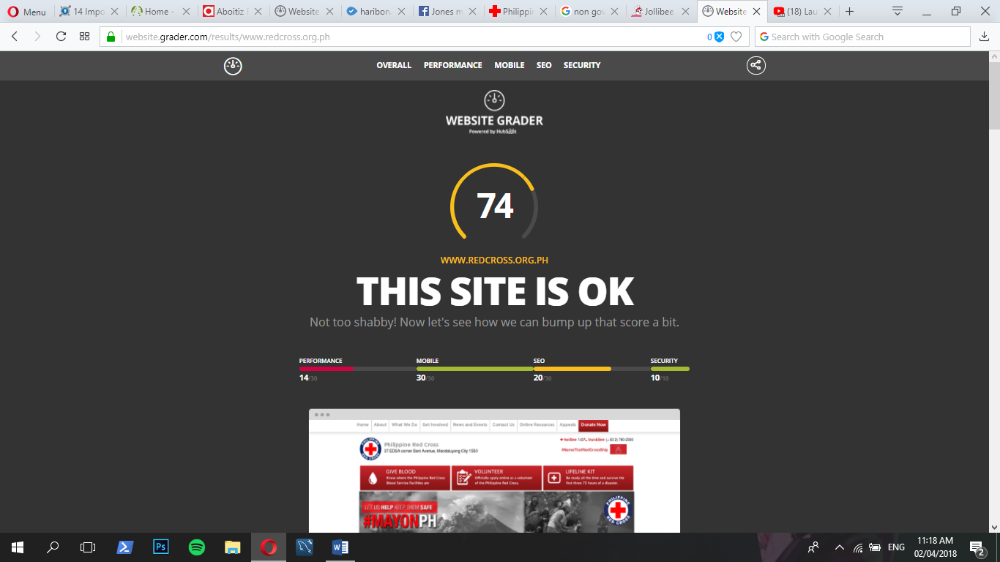 Menu
14 Impo
Home -
Aboitiz
Website
haribon
Jones m
Philippin
non gov
Jollibee
Website
(18) Lau
website.grader.com/results/www.redcross.org.ph
0
Search with Google Search
OVERALL PERFORMANCE MOBILE SEO SECURITY
WEBSITE GRADER
Powered by HubSpot
74
WWW.REDCROSS.ORG.PH
THIS SITE IS OK
Not too shabby! Now let's see how we can bump up that score a bit.
PERFORMANCE MOBILE SEO SECURITY
14/30 30/30 20/30 10/10
Home About What We Do Get Involved News and Events Contact Us Online Resources Appeals Donate Now
hotline 143 trunkline (+63 2) 790-2300
Philippine Red Cross
37 EDSA corner Boni Avenue, Mandaluyong City 1550
#NameThatRedCrossShip
GIVE BLOOD
Know where the Philippine Red Cross
Blood Service Facilities are
VOLUNTEER
Officially apply online as a volunteer
of the Philippine Red Cross.
LIFELINE KIT
Be ready all the time and survive the
first three 72 hours of a disaster.
LET US HELP KEEP THEM SAFE
#MAYONPH
PHILIPPINE RED CROSS
Ps
ENG
11:18 AM
02/04/2018
2